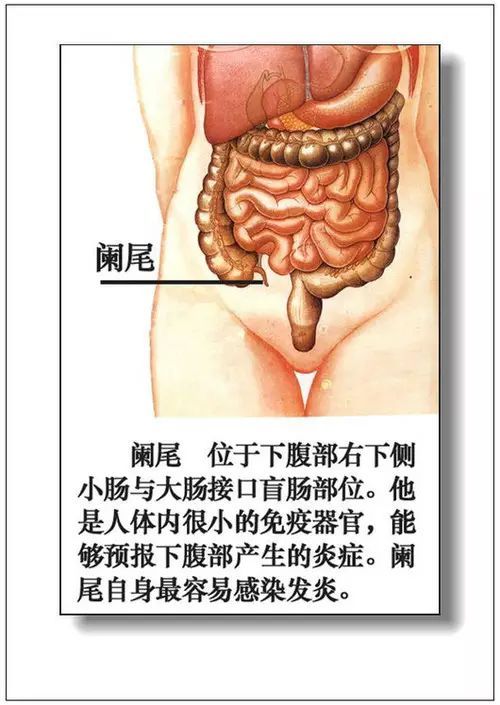 阑尾
阑尾 位于下腹部右下侧
小肠与大肠接口盲肠部位。他
是人体内很小的免疫器官，能
够预报下腹部产生的炎症。阑
尾自身最容易感染发炎。